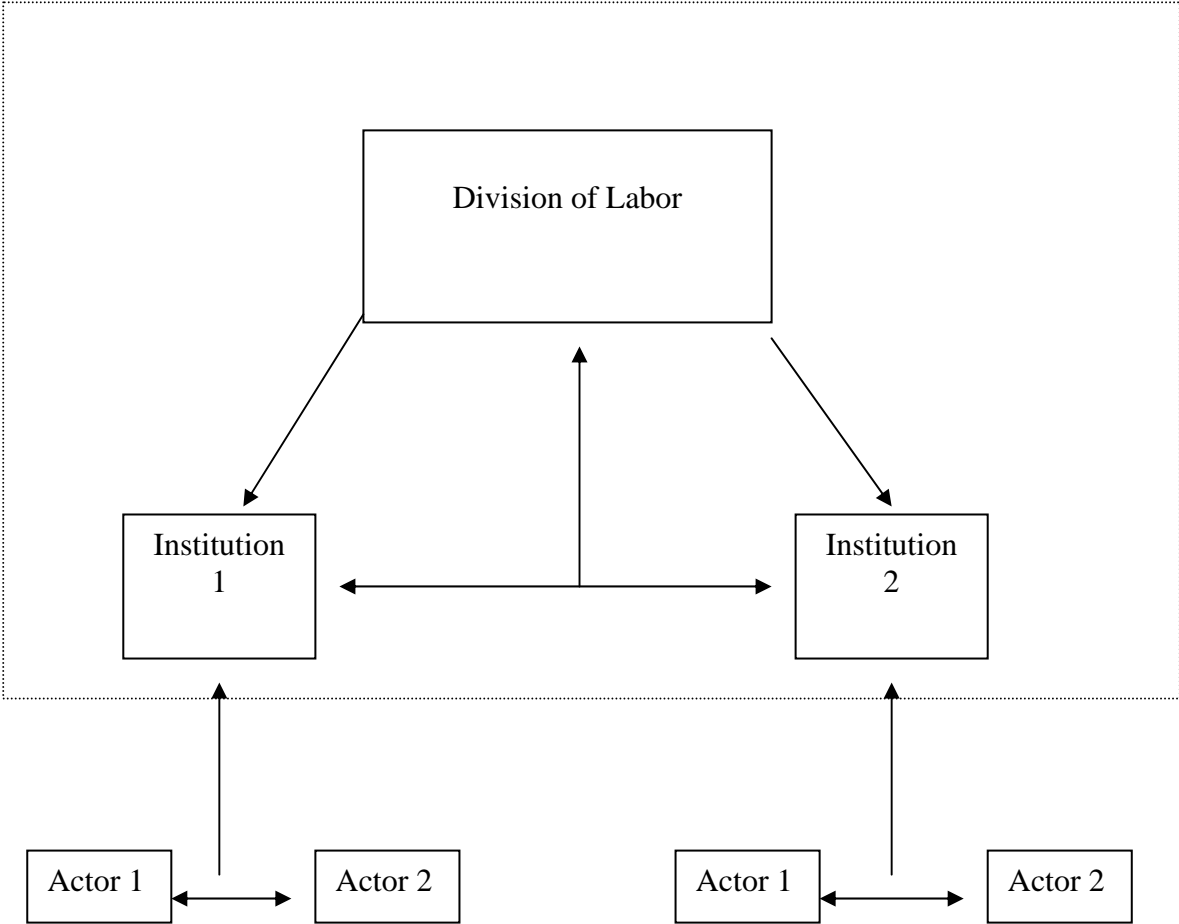 Division of Labor
Institution
1
Institution
2
Actor 1
Actor 2
Actor 1
Actor 2